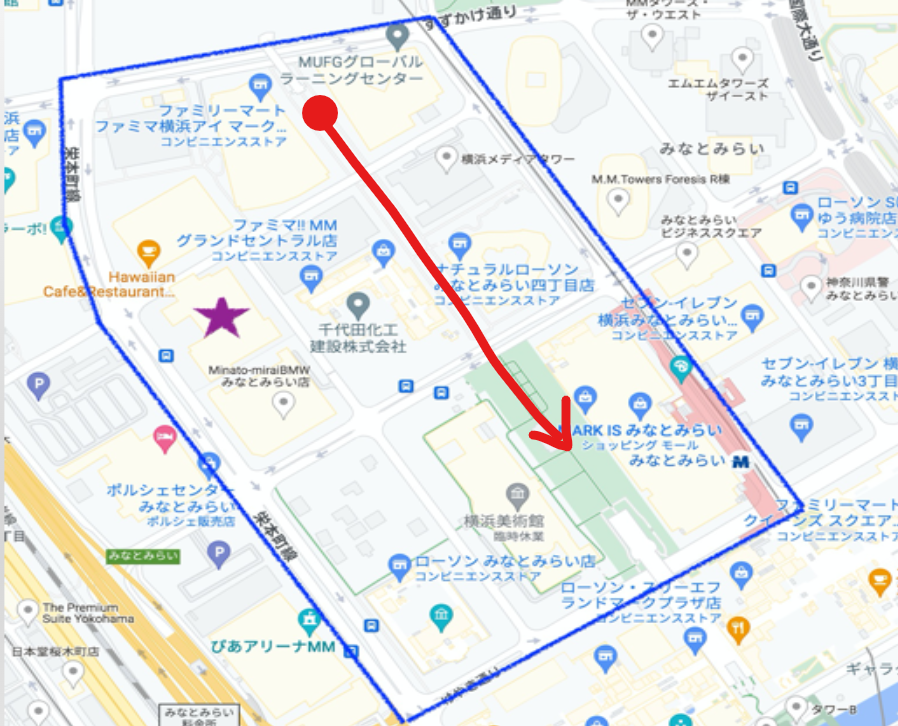 すずかけ通り
MMタワーズ・
ザ・ウエスト
国際大通り
MUFGグローバル
ラーニングセンター
エムエムタワーズ
ザイースト
ファミリーマート
ファミマ横浜アイ マーク...
コンビニエンスストア
浜
店
ア
栄本町線
横浜メディアタワー
みなとみらい
M.M.Towers Foresis R棟
ローソン S
ゆう病院店
コンビニエンス
みなとみらい
ビジネススクエア
ラーボ!
ファミマ!! MM
グランドセントラル店
コンビニエンスストア
Hawaiian
Cafe&Restaurant...
ナチュラルローソン
みなとみらい四丁目店
コンビニエンスストア
神奈川県警
みなとみらい
セブン-イレブン
横浜みなとみらい...
コンビニエンスストア
千代田化工
建設株式会社
Minato-miraiBMW
みなとみらい店
セブン-イレブン 横
みなとみらい3丁目
コンビニエンス
MARK IS みなとみらい
ショッピング モール
みなとみらい
ポルシェセンター
みなとみらい
ポルシェ販売店
横浜美術館
臨時休業
ファミリーマート
クイーンズ スクエア...
コンビニエンスス
栄本町線
丁目
みなとみらい
ローソン みなとみらい店
コンビニエンスストア
ローソン・スリーエフ
ランドマークプラザ店
コンビニエンスストア
The Premium
Suite Yokohama
ぴあアリーナMM
日本堂桜木町店
ギャラ
みなとみらい
料金所
タワーB